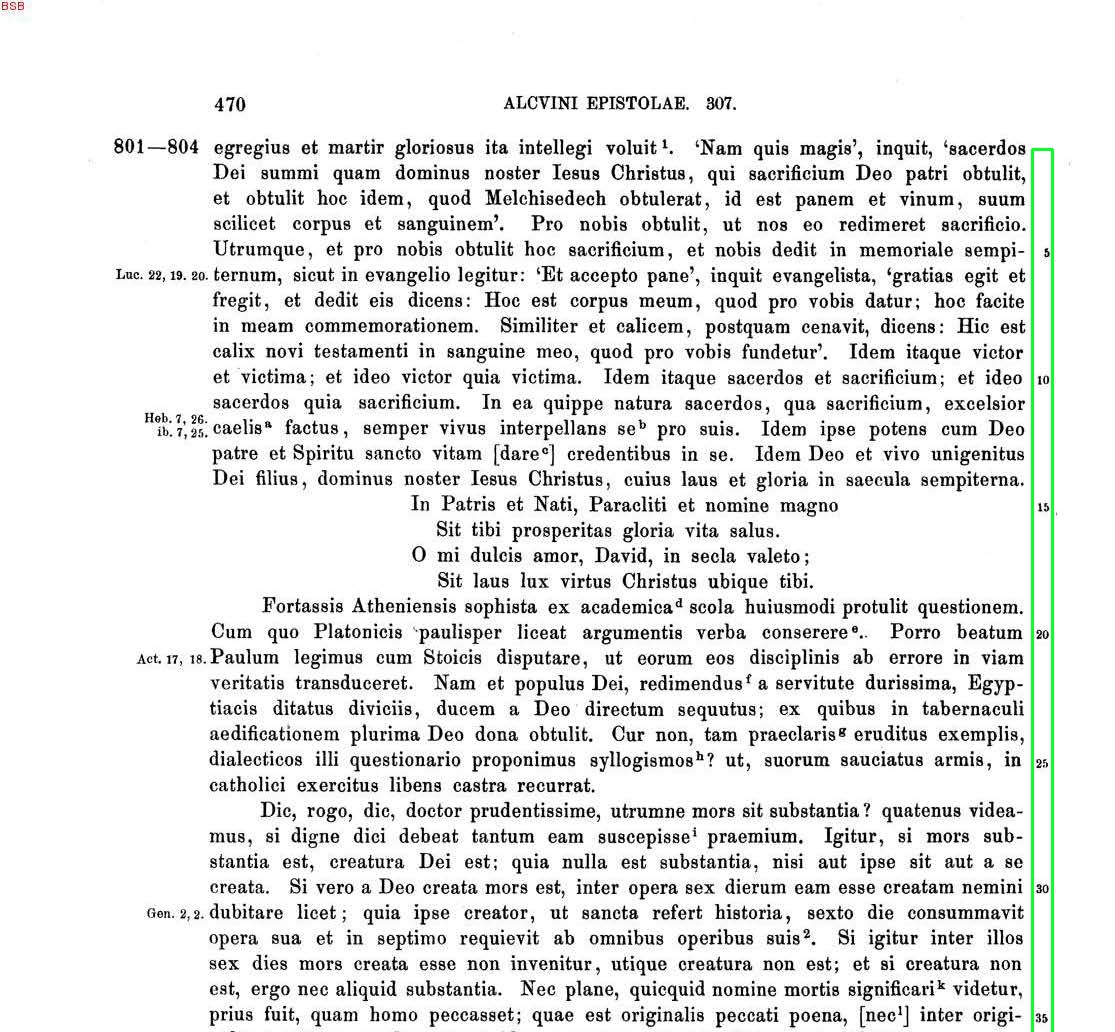 BSB
470 ALCVINI EPISTOLAE. 307.
801—804 egregius et martir gloriosus ita intellegi voluit¹. ‘Nam quis magis’, inquit, ‘sacerdos
Dei summi quam dominus noster Iesus Christus, qui sacrificium Deo patri obtulit,
et obtulit hoc idem, quod Melchisedech obtulerat, id est panem et vinum, suum
scilicet corpus et sanguinem’. Pro nobis obtulit, ut nos eo redimeret sacrificio.
Utrumque, et pro nobis obtulit hoc sacrificium, et nobis dedit in memoriale sempi- 5
Luc. 22, 19. 20. ternum, sicut in evangelio legitur: ‘Et accepto pane’, inquit evangelista, ‘gratias egit et
fregit, et dedit eis dicens: Hoc est corpus meum, quod pro vobis datur; hoc facite
in meam commemorationem. Similiter et calicem, postquam cenavit, dicens: Hic est
calix novi testamenti in sanguine meo, quod pro vobis fundetur’. Idem itaque victor
et victima; et ideo victor quia victima. Idem itaque sacerdos et sacrificium; et ideo 10
sacerdos quia sacrificium. In ea quippe natura sacerdos, qua sacrificium, excelsior
Heb. 7, 26.
ib. 7, 25. caelisᵃ factus, semper vivus interpellans seᵇ pro suis. Idem ipse potens cum Deo
patre et Spiritu sancto vitam [dareᶜ] credentibus in se. Idem Deo et vivo unigenitus
Dei filius, dominus noster Iesus Christus, cuius laus et gloria in saecula sempiterna.
In Patris et Nati, Paracliti et nomine magno 15
Sit tibi prosperitas gloria vita salus.
O mi dulcis amor, David, in secla valeto;
Sit laus lux virtus Christus ubique tibi.
Fortassis Atheniensis sophista ex academicaᵈ scola huiusmodi protulit questionem.
Cum quo Platonicis paulisper liceat argumentis verba conserereᵉ. Porro beatum 20
Act. 17, 18. Paulum legimus cum Stoicis disputare, ut eorum eos disciplinis ab errore in viam
veritatis transduceret. Nam et populus Dei, redimendusᶠ a servitute durissima, Egyp-
tiacis ditatus diviciis, ducem a Deo directum sequutus; ex quibus in tabernaculi
aedificationem plurima Deo dona obtulit. Cur non, tam praeclarisᵍ eruditus exemplis,
dialecticos illi questionario proponimus syllogismosʰ? ut, suorum sauciatus armis, in 25
catholici exercitus libens castra recurrat.
Dic, rogo, dic, doctor prudentissime, utrumne mors sit substantia? quatenus videa-
mus, si digne dici debeat tantum eam suscepisseⁱ praemium. Igitur, si mors sub-
stantia est, creatura Dei est; quia nulla est substantia, nisi aut ipse sit aut a se
creata. Si vero a Deo creata mors est, inter opera sex dierum eam esse creatam nemini 30
Gen. 2, 2. dubitare licet; quia ipse creator, ut sancta refert historia, sexto die consummavit
opera sua et in septimo requievit ab omnibus operibus suis². Si igitur inter illos
sex dies mors creata esse non invenitur, utique creatura non est; et si creatura non
est, ergo nec aliquid substantia. Nec plane, quicquid nomine mortis significariᵏ videtur,
prius fuit, quam homo peccasset; quae est originalis peccati poena, [necˡ] inter origi- 35